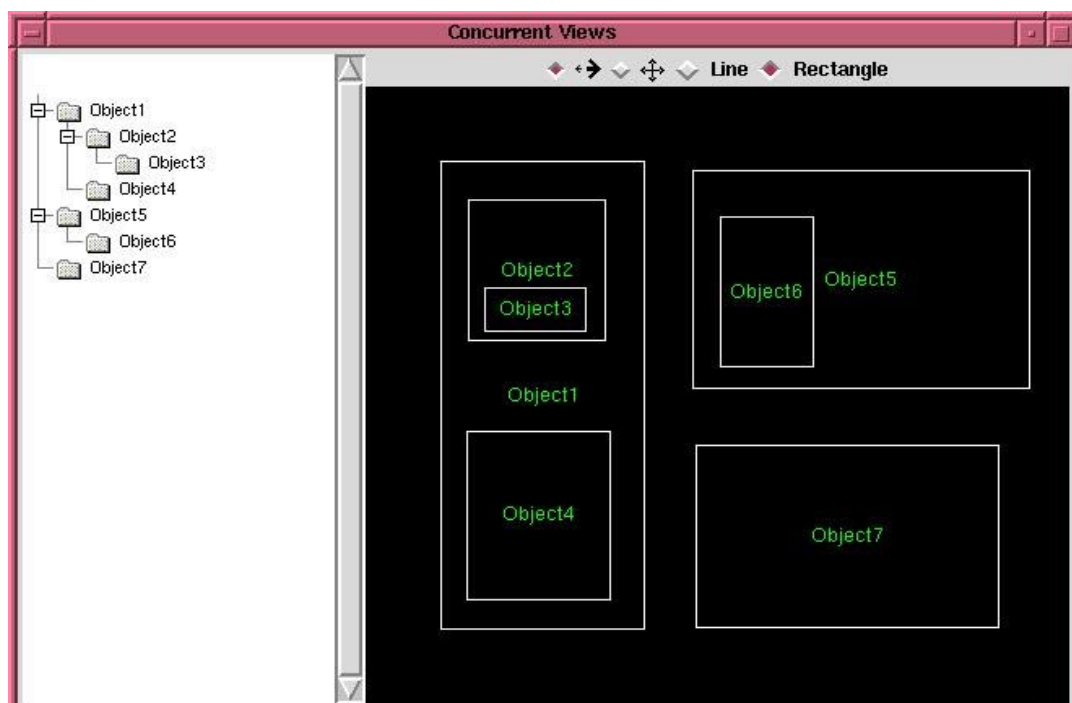 Concurrent Views
Line Rectangle
Object1
Object2
Object3
Object4
Object5
Object6
Object7
Object2
Object3
Object1
Object4
Object6
Object5
Object7